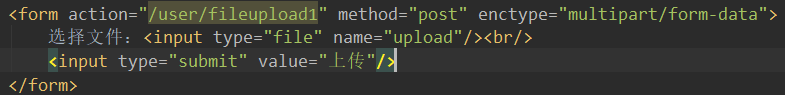 <form action="/user/fileupload1" method="post" enctype="multipart/form-data">
选择文件：<input type="file" name="upload"/><br/>
<input type="submit" value="上传"/>
</form>